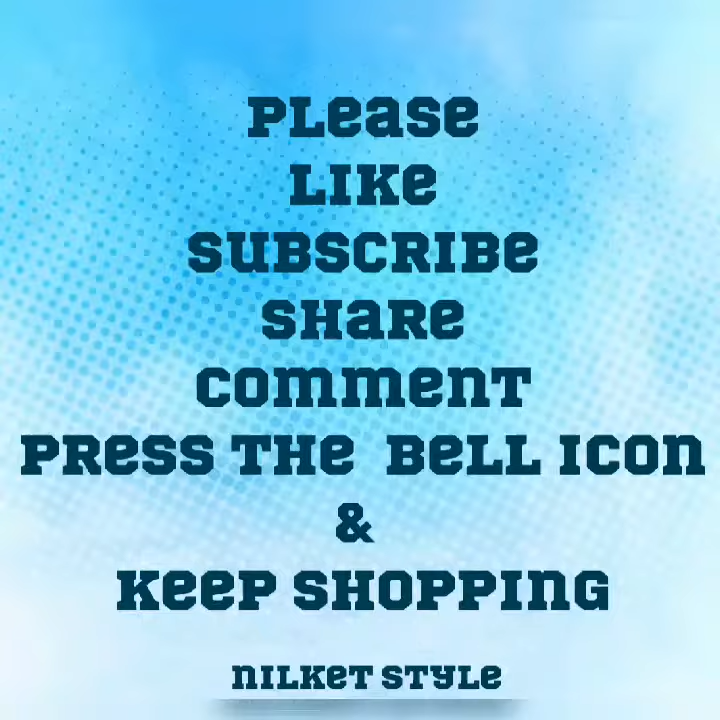 Please
Like
Subscribe
Share
Comment
Press The Bell Icon
&
Keep Shopping
Nilket Style